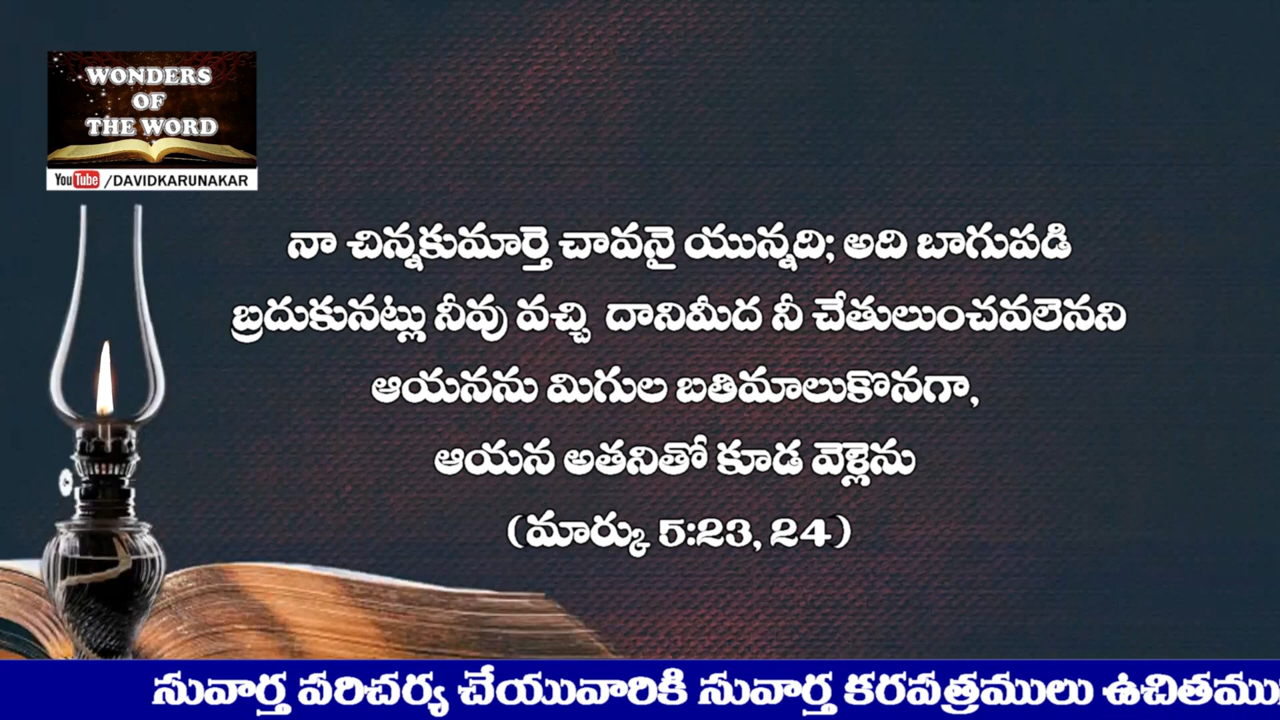 WONDERS
OF
THE WORD
YouTube /DAVIDKARUNAKAR
నా చిన్నకుమార్తె చావనై యున్నది; అది బాగుపడి
బ్రదుకునట్లు నీవు వచ్చి దానిమీద నీ చేతులుంచవలెనని
ఆయనను మిగుల బతిమాలుకొనగా,
ఆయన అతనితో కూడ వెళ్లెను
(మార్కు 5:23, 24)
సువార్త పరిచర్య చేయువారికి సువార్త కరపత్రములు ఉచితము